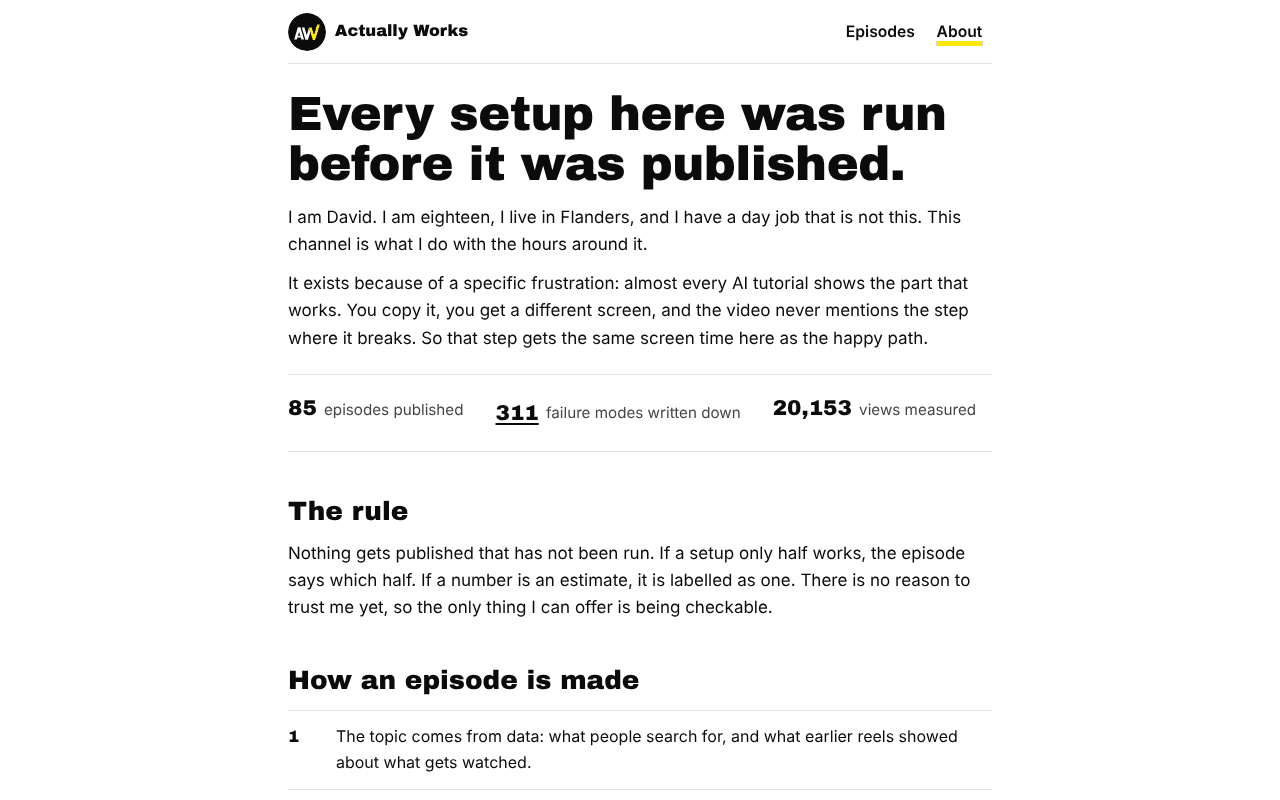 AW Actually Works
Episodes About
Every setup here was run
before it was published.
I am David. I am eighteen, I live in Flanders, and I have a day job that is not this. This
channel is what I do with the hours around it.
It exists because of a specific frustration: almost every AI tutorial shows the part that
works. You copy it, you get a different screen, and the video never mentions the step
where it breaks. So that step gets the same screen time here as the happy path.
85 episodes published 311 failure modes written down 20,153 views measured
The rule
Nothing gets published that has not been run. If a setup only half works, the episode
says which half. If a number is an estimate, it is labelled as one. There is no reason to
trust me yet, so the only thing I can offer is being checkable.
How an episode is made
1 The topic comes from data: what people search for, and what earlier reels showed
about what gets watched.